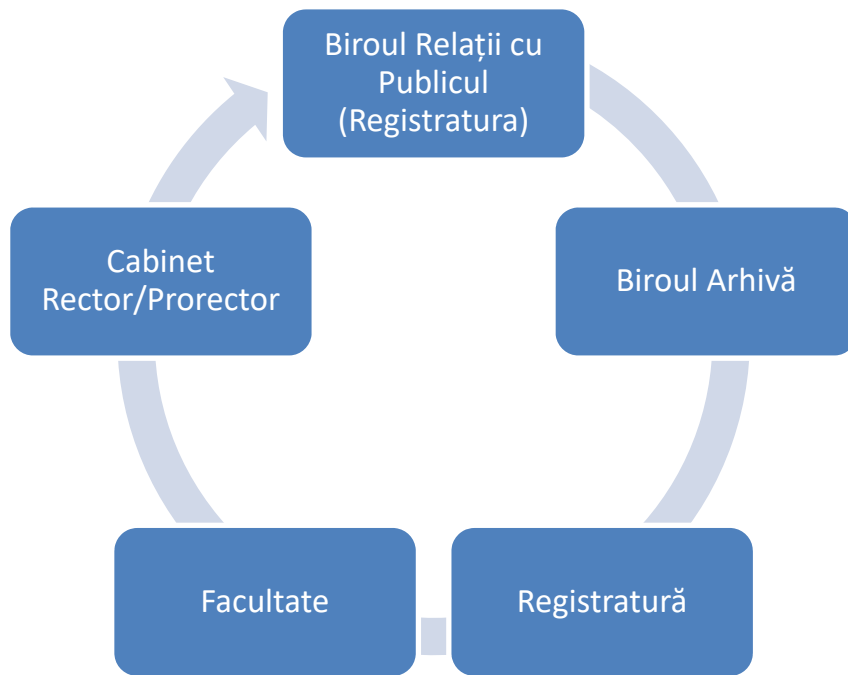 Biroul Relații cu
Publicul
(Registratura)
Biroul Arhivă
Registratură
Facultate
Cabinet
Rector/Prorector